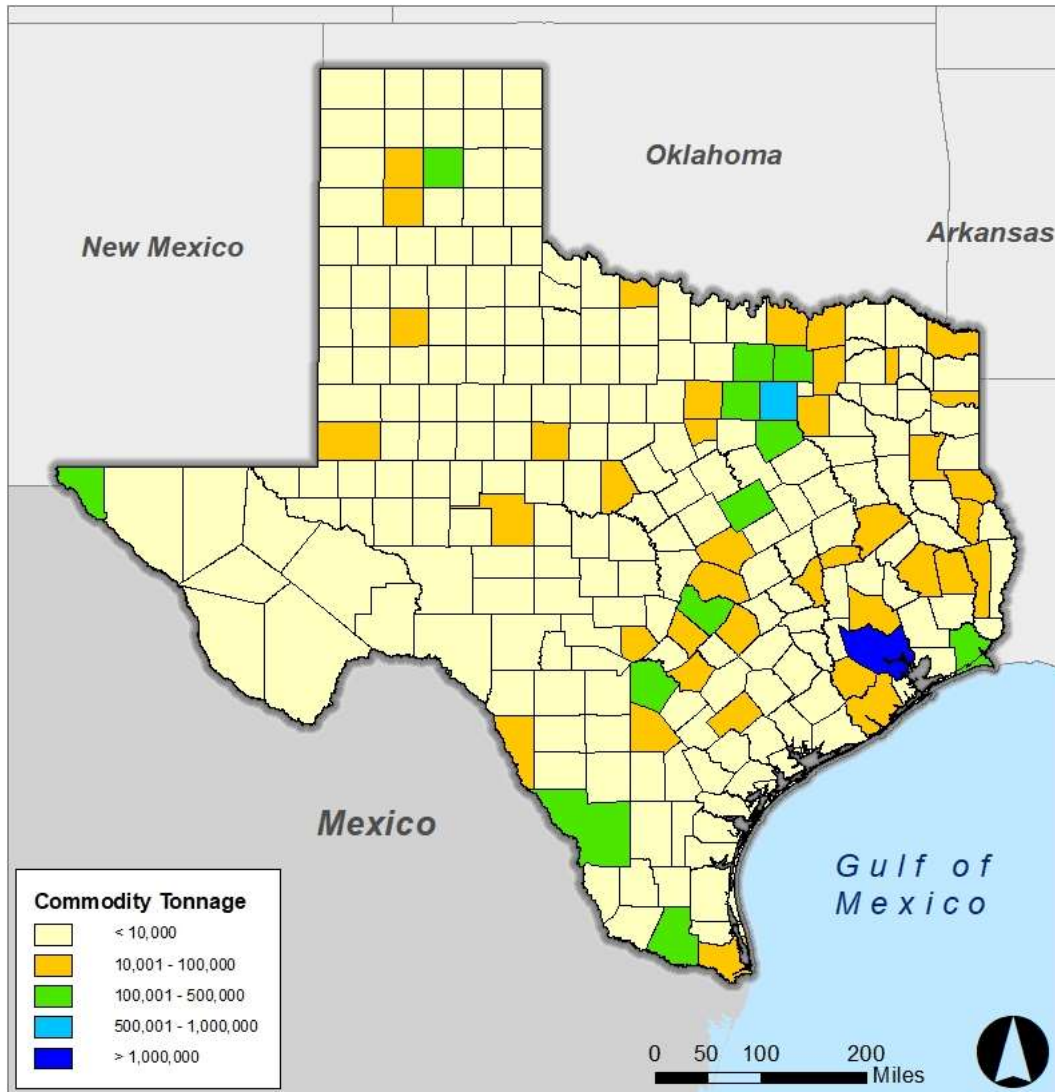 Oklahoma
Arkansas
New Mexico
Mexico
Gulf of
Mexico
Commodity Tonnage
< 10,000
10,001 - 100,000
100,001 - 500,000
500,001 - 1,000,000
> 1,000,000
0 50 100 200
Miles